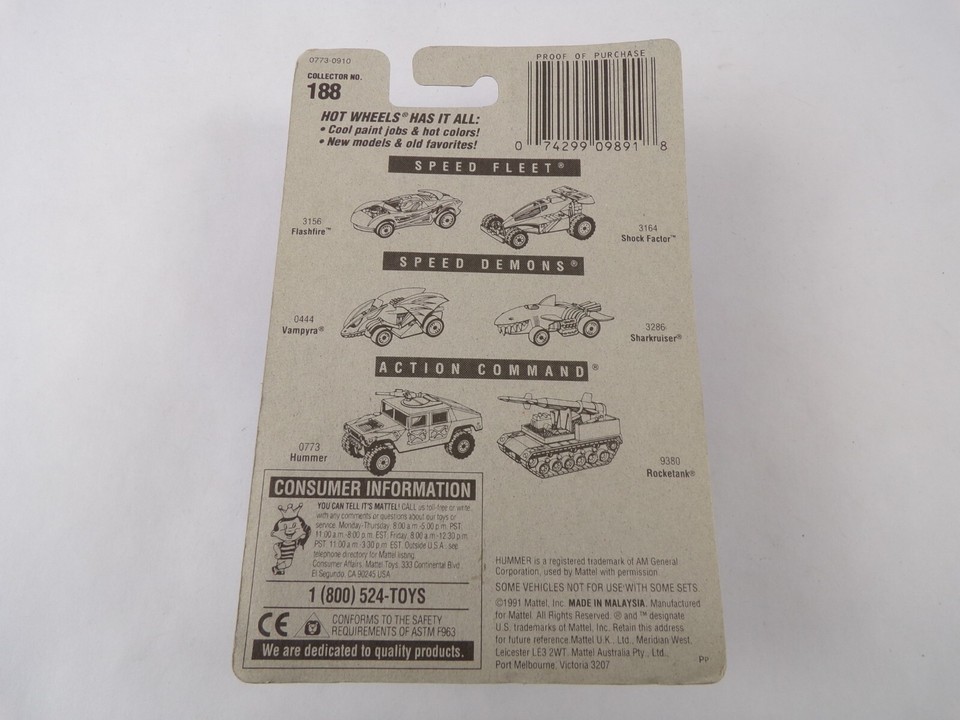 0773-0910
COLLECTOR NO.
188
PROOF OF PURCHASE
0 74299 09891 8
HOT WHEELS® HAS IT ALL:
• Cool paint jobs & hot colors!
• New models & old favorites!
SPEED FLEET®
3156
Flashfire™
3164
Shock Factor™
SPEED DEMONS®
0444
Vampyra®
3286
Sharkruiser®
ACTION COMMAND®
0773
Hummer
9380
Rocketank®
CONSUMER INFORMATION
YOU CAN TELL IT'S MATTEL! CALL us toll-free or write
with any comments or questions about our toys or
service. Monday-Thursday: 8:00 a.m.-5:00 p.m. PST,
11:00 a.m.-8:00 p.m. EST. Friday, 8:00 a.m.-12:30 p.m.
PST, 11:00 a.m.-3:30 p.m. EST. Outside U.S.A., see
telephone directory for Mattel listing.
Consumer Affairs, Mattel Toys, 333 Continental Blvd.
El Segundo, CA 90245 USA
1 (800) 524-TOYS
CE
CONFORMS TO THE SAFETY
REQUIREMENTS OF ASTM F963
We are dedicated to quality products.
HUMMER is a registered trademark of AM General
Corporation, used by Mattel with permission.
SOME VEHICLES NOT FOR USE WITH SOME SETS.
©1991 Mattel, Inc. MADE IN MALAYSIA. Manufactured
for Mattel. All Rights Reserved. ® and ™ designate
U.S. trademarks of Mattel, Inc. Retain this address
for future reference: Mattel U.K., Ltd., Meridian West,
Leicester LE3 2WT. Mattel Australia Pty., Ltd.,
Port Melbourne, Victoria 3207